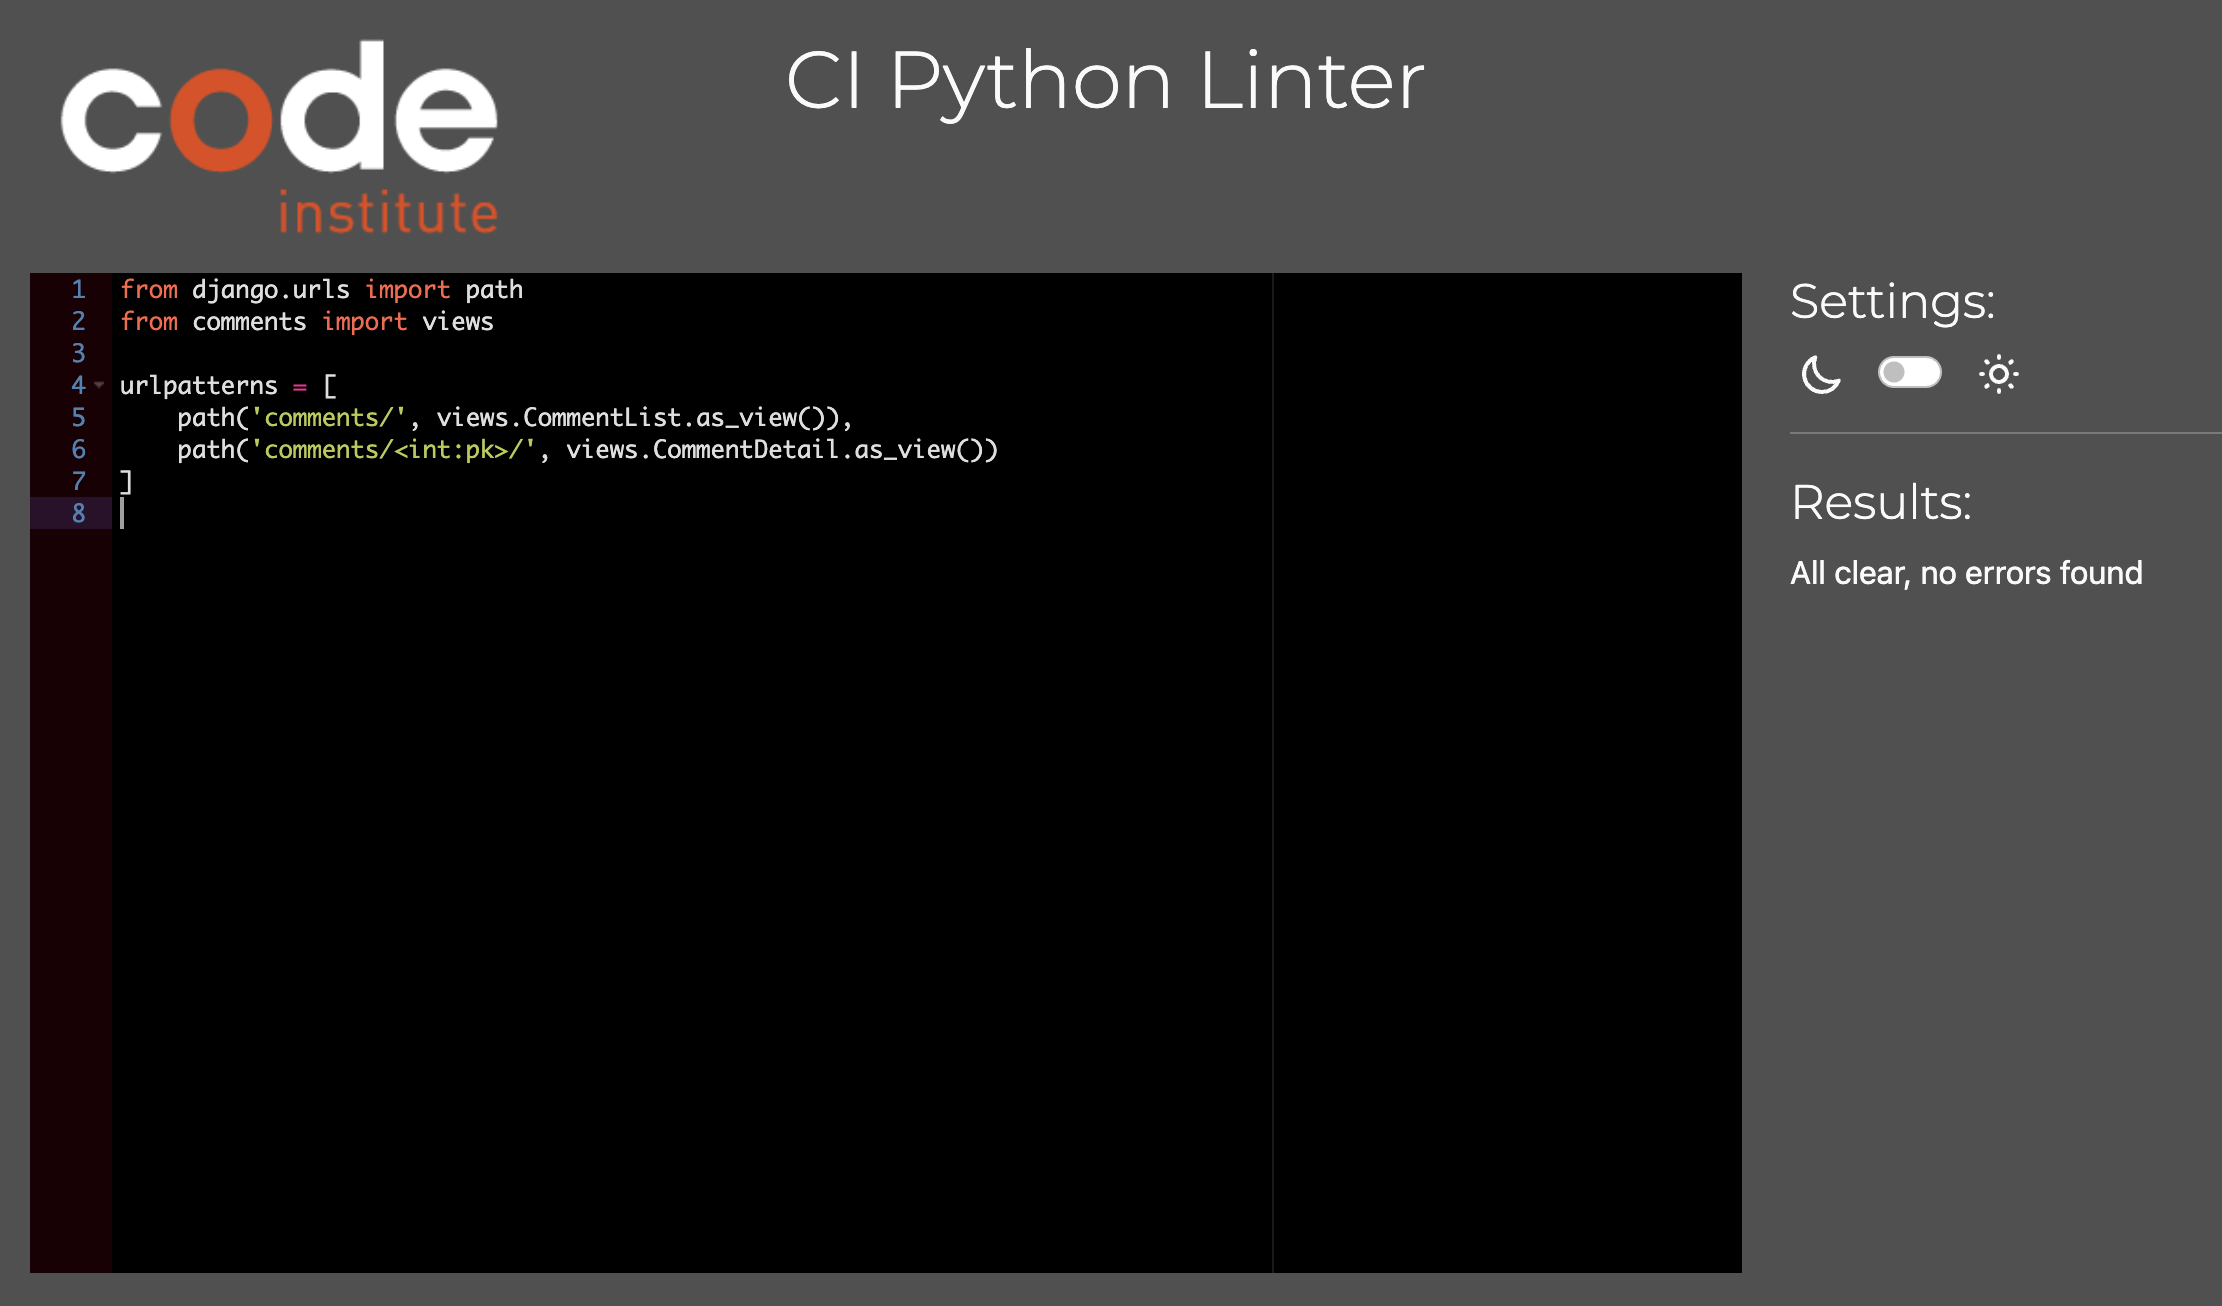 code
institute
CI Python Linter
1 from django.urls import path
2 from comments import views
3
4 urlpatterns = [
5     path('comments/', views.CommentList.as_view()),
6     path('comments/<int:pk>/', views.CommentDetail.as_view())
7 ]
8
Settings:
Results:
All clear, no errors found